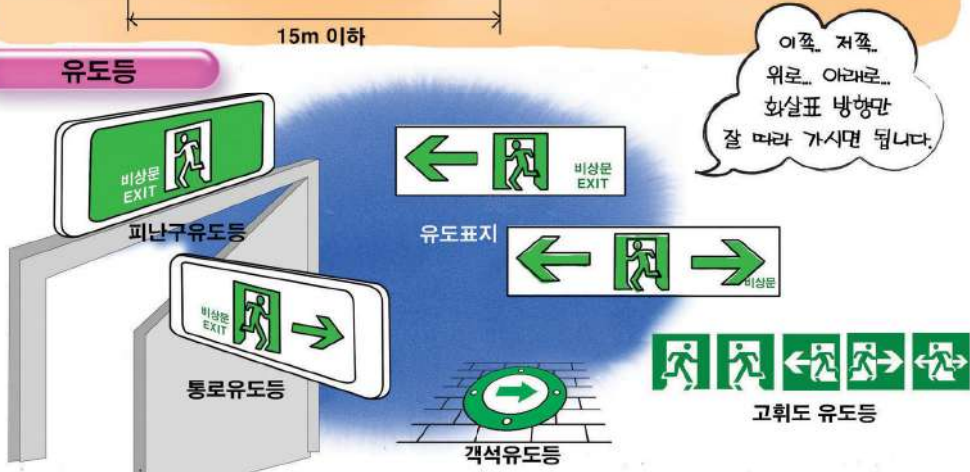 15m 이하
유도등
이쪽.. 저쪽..
위로... 아래로...
화살표 방향만
잘 따라 가시면 됩니다.
비상문
EXIT
피난구유도등
비상문
EXIT
유도표지
비상문
비상문
EXIT
통로유도등
객석유도등
고휘도 유도등